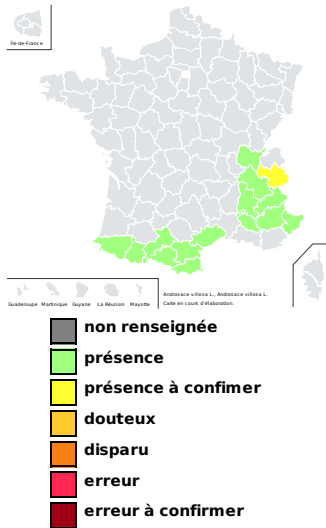 Île-de-France
Androsace villosa L., Androsace villosa L.
Carte en cours d'élaboration.
Guadeloupe Martinique Guyane La Réunion Mayotte
non renseignée
présence
présence à confimer
douteux
disparu
erreur
erreur à confirmer